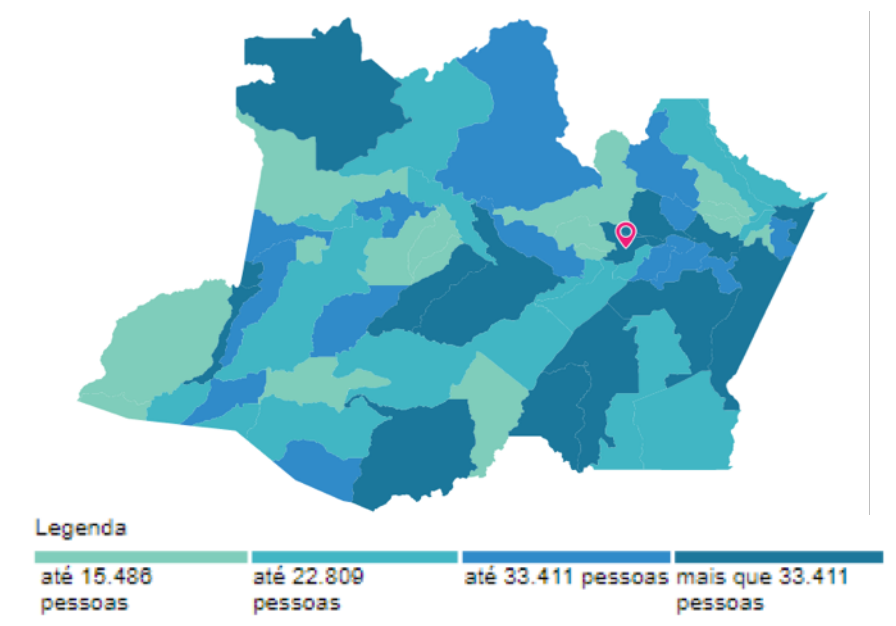 Legenda
até 15.486
pessoas
até 22.809
pessoas
até 33.411 pessoas
mais que 33.411
pessoas